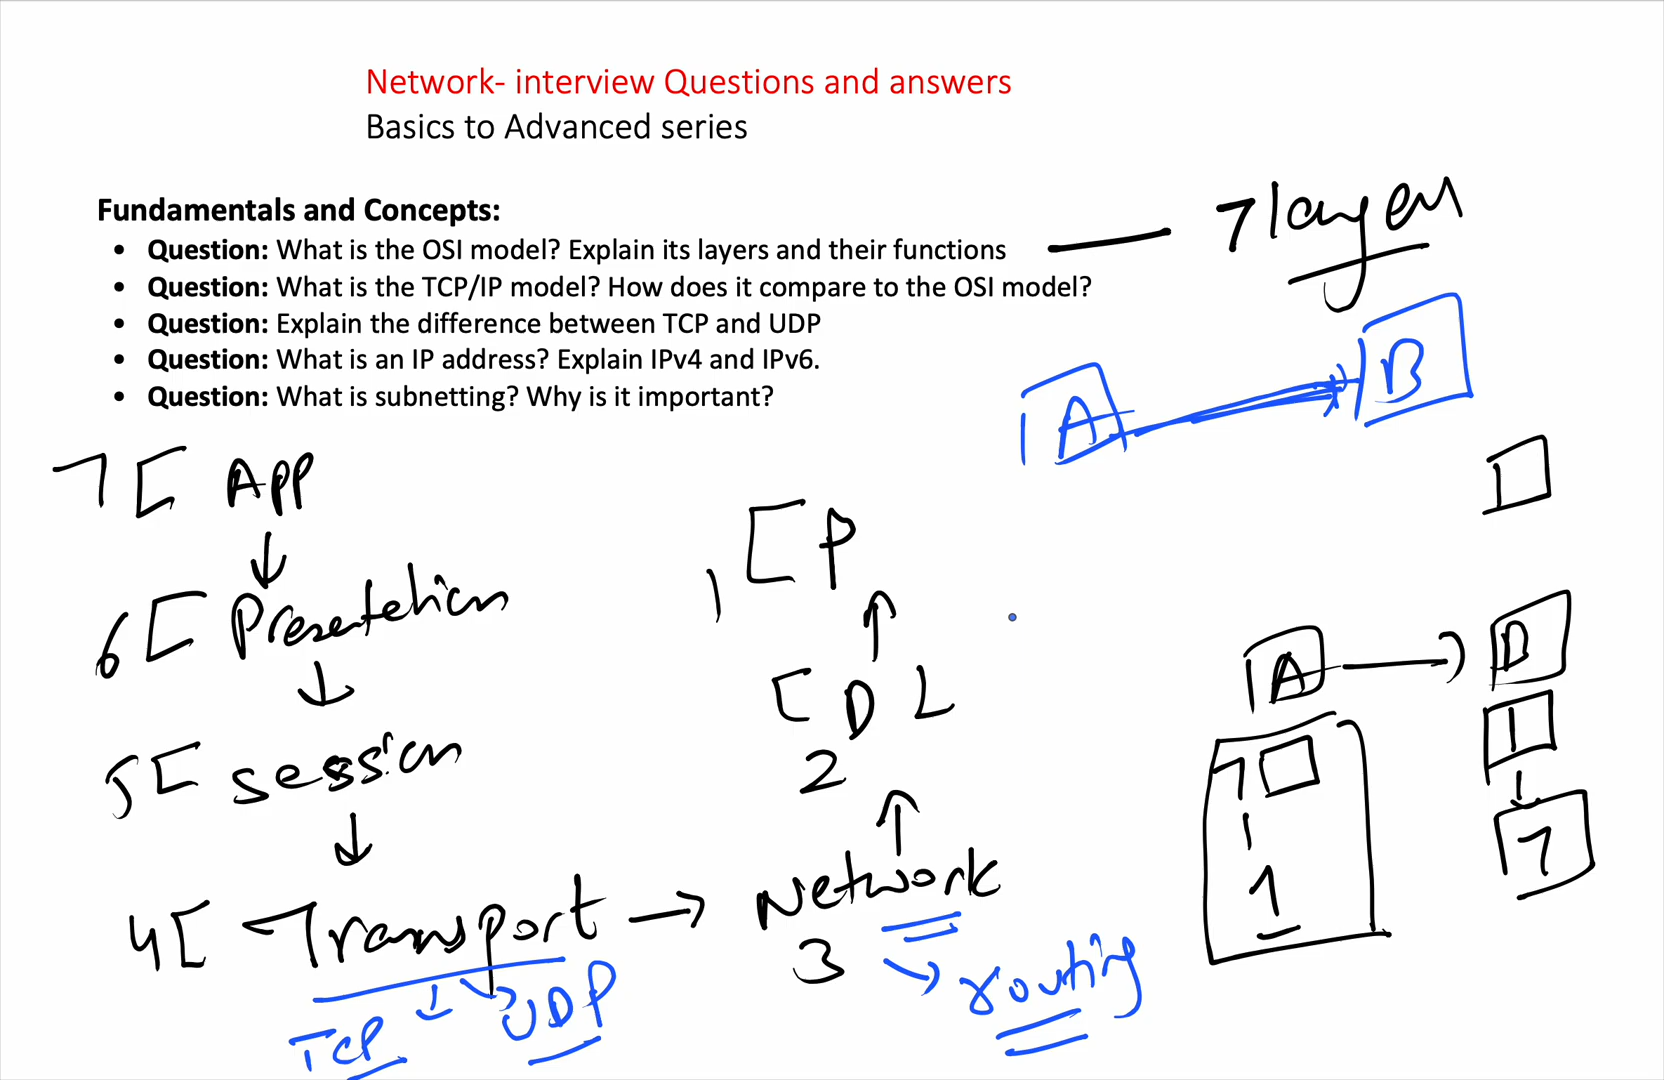 Network- interview Questions and answers
Basics to Advanced series
Fundamentals and Concepts:
• Question: What is the OSI model? Explain its layers and their functions — 7 layer
• Question: What is the TCP/IP model? How does it compare to the OSI model?
• Question: Explain the difference between TCP and UDP
• Question: What is an IP address? Explain IPv4 and IPv6.
• Question: What is subnetting? Why is it important?
A → B
7 [ App
↓
6 [ Presentation
↓
5 [ session
↓
4 [ Transport → Network
TCP UDP
1 [ P
↑
[ D L
2
↑
3
routing
A → D
7
1
1
7